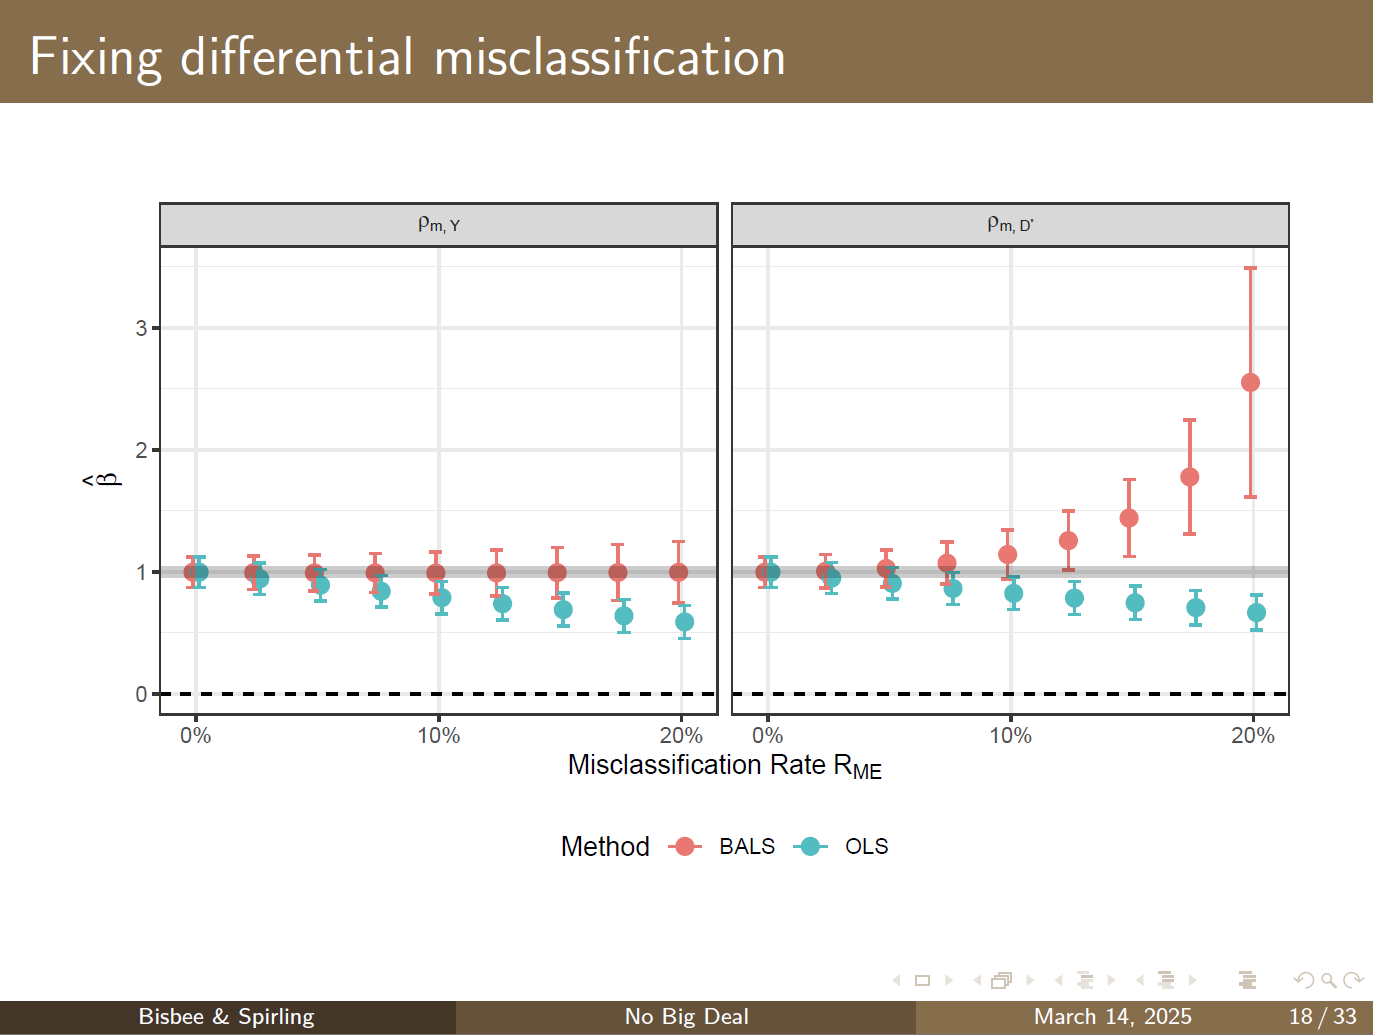 Fixing differential misclassification
ρm, Y
ρm, D*
3
2
1
0
β̂
0% 10% 20% 0% 10% 20%
Misclassification Rate RME
Method BALS OLS
Bisbee & Spirling No Big Deal March 14, 2025 18 / 33